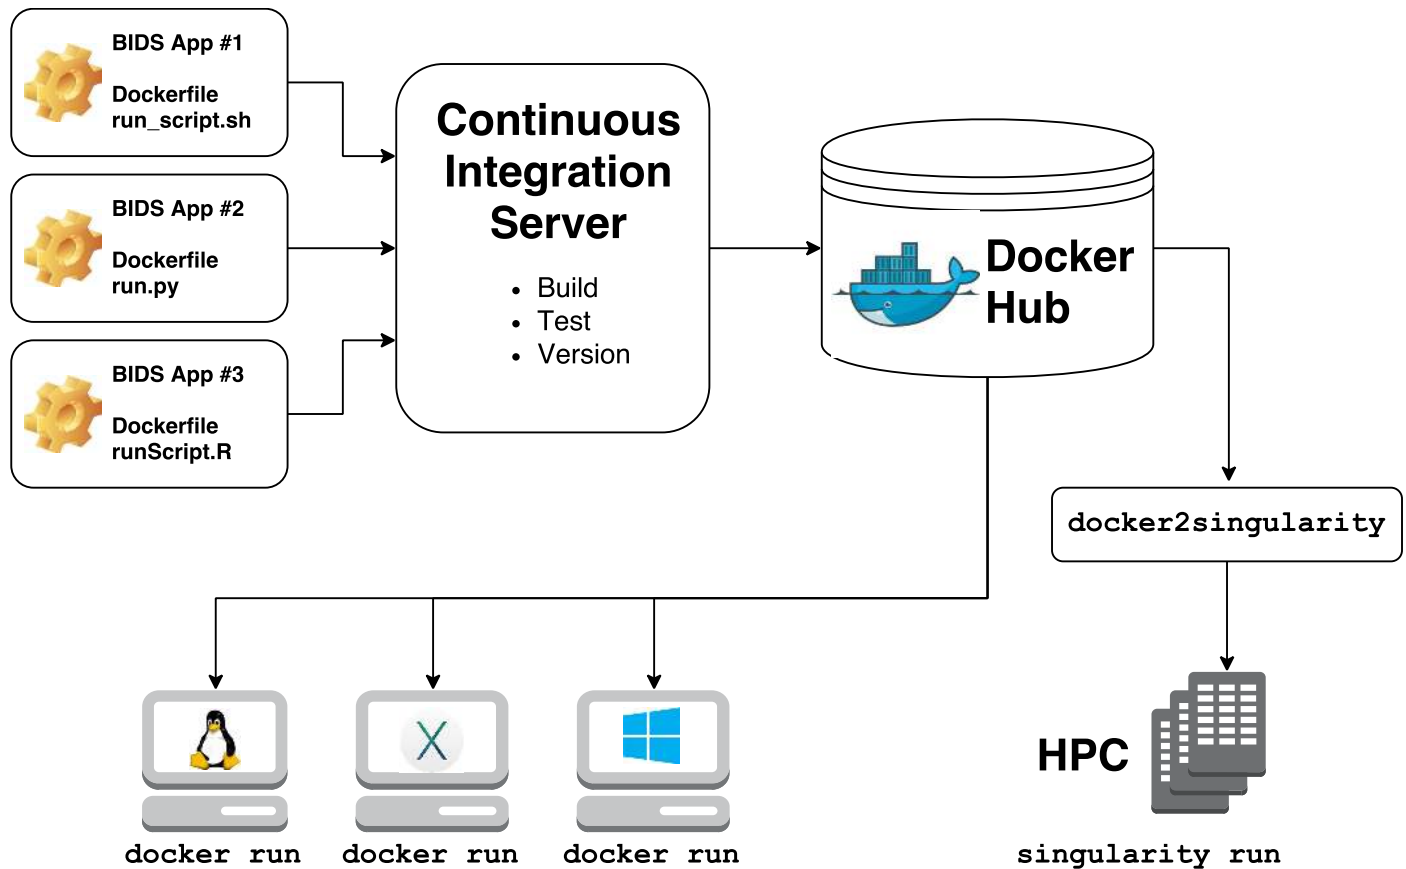 BIDS App #1
Dockerfile
run_script.sh
BIDS App #2
Dockerfile
run.py
BIDS App #3
Dockerfile
runScript.R
Continuous
Integration
Server
• Build
• Test
• Version
Docker
Hub
docker2singularity
HPC
docker run
docker run
docker run
singularity run